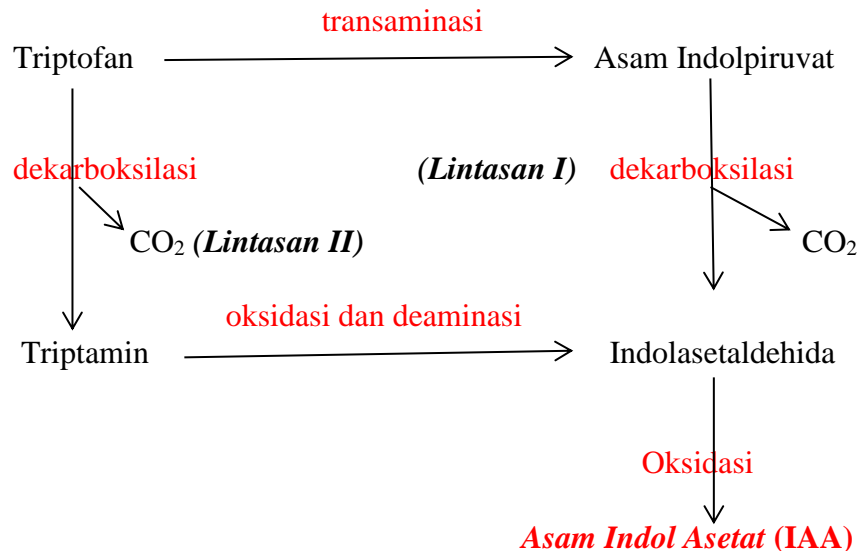 transaminasi
Triptofan Asam Indolpiruvat
dekarboksilasi (Lintasan I) dekarboksilasi
CO₂ (Lintasan II) CO₂
oksidasi dan deaminasi
Triptamin Indolasetaldehida
Oksidasi
Asam Indol Asetat (IAA)